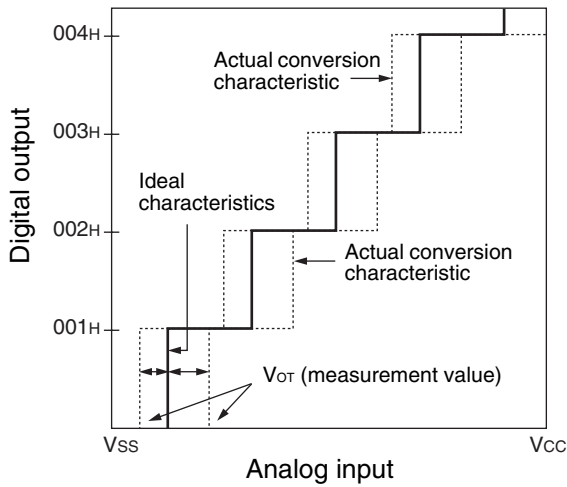 004H
Actual conversion
characteristic
003H
Digital output
Ideal
characteristics
002H
Actual conversion
characteristic
001H
VOT (measurement value)
VSS
VCC
Analog input